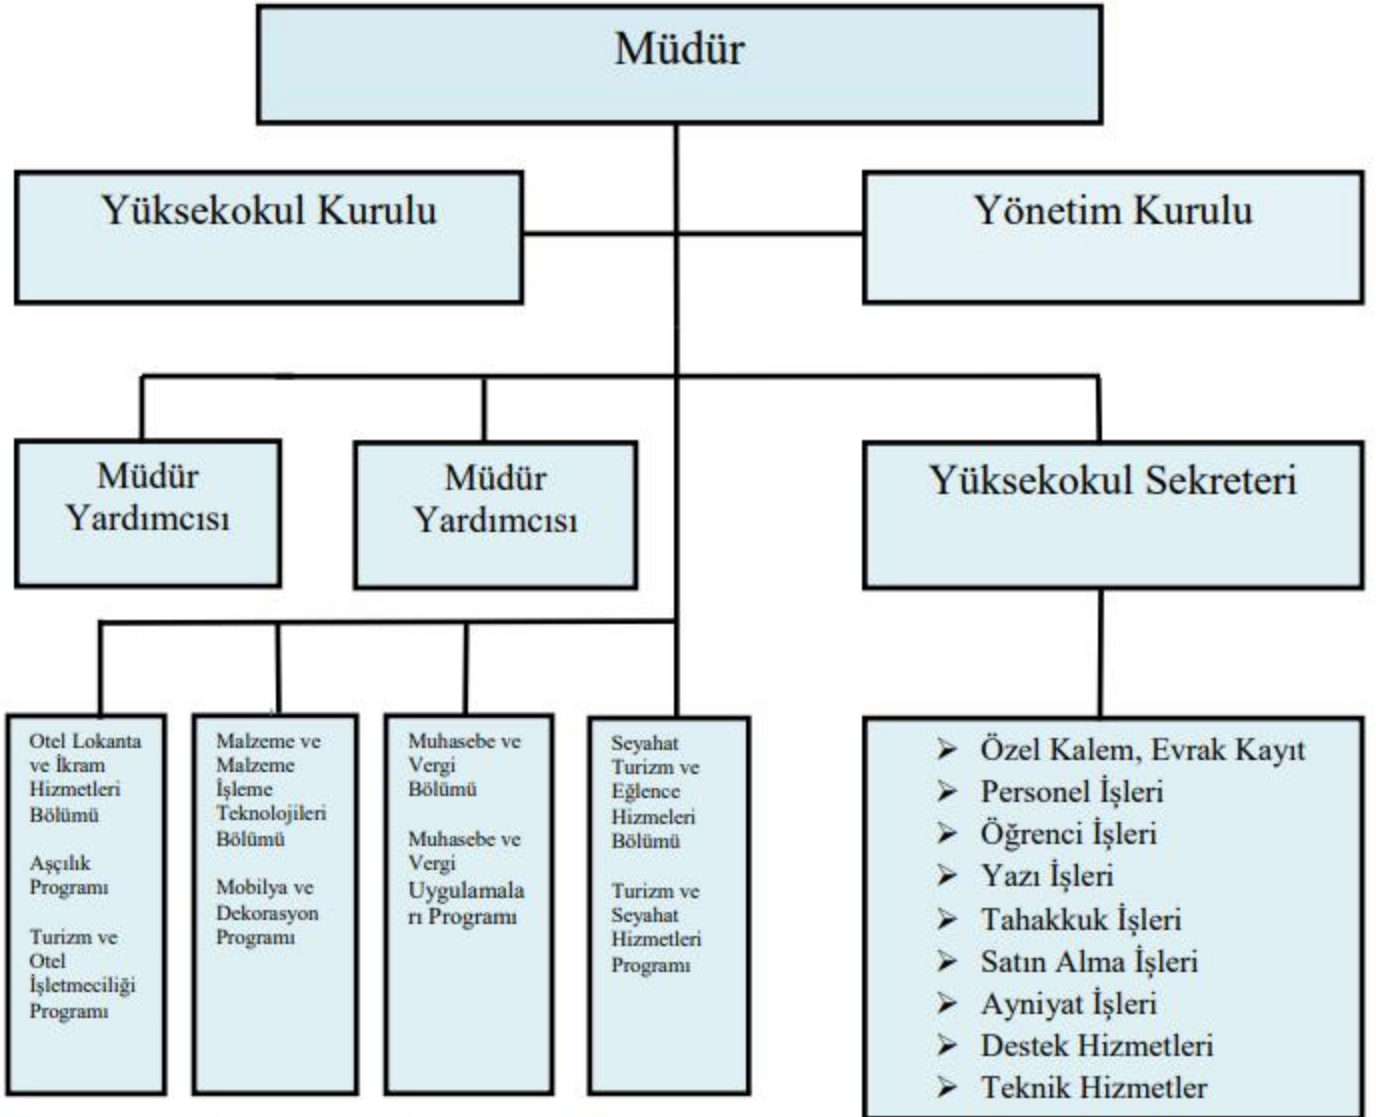 Müdür
Yüksekokul Kurulu
Yönetim Kurulu
Müdür
Yardımcısı
Müdür
Yardımcısı
Yüksekokul Sekreteri
Otel Lokanta
ve İkram
Hizmetleri
Bölümü
Aşçılık
Programı
Turizm ve
Otel
İşletmeciliği
Programı
Malzeme ve
Malzeme
İşleme
Teknolojileri
Bölümü
Mobilya ve
Dekorasyon
Programı
Muhasebe ve
Vergi
Bölümü
Muhasebe ve
Vergi
Uygulamala
rı Programı
Seyahat
Turizm ve
Eğlence
Hizmeleri
Bölümü
Turizm ve
Seyahat
Hizmetleri
Programı
➢ Özel Kalem, Evrak Kayıt
➢ Personel İşleri
➢ Öğrenci İşleri
➢ Yazı İşleri
➢ Tahakkuk İşleri
➢ Satın Alma İşleri
➢ Ayniyat İşleri
➢ Destek Hizmetleri
➢ Teknik Hizmetler